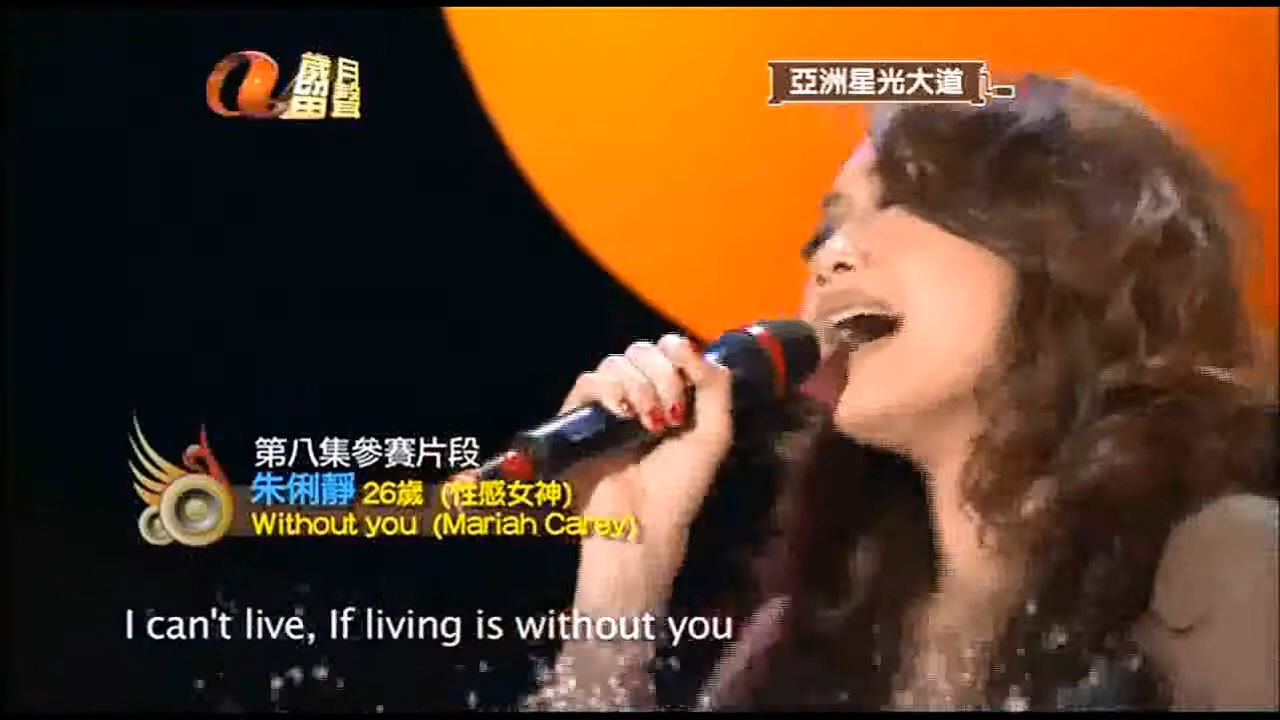 亞洲星光大道
第八集參賽片段
朱俐靜 26歲 (性感女神)
Without you (Mariah Carey)
I can't live, If living is without you